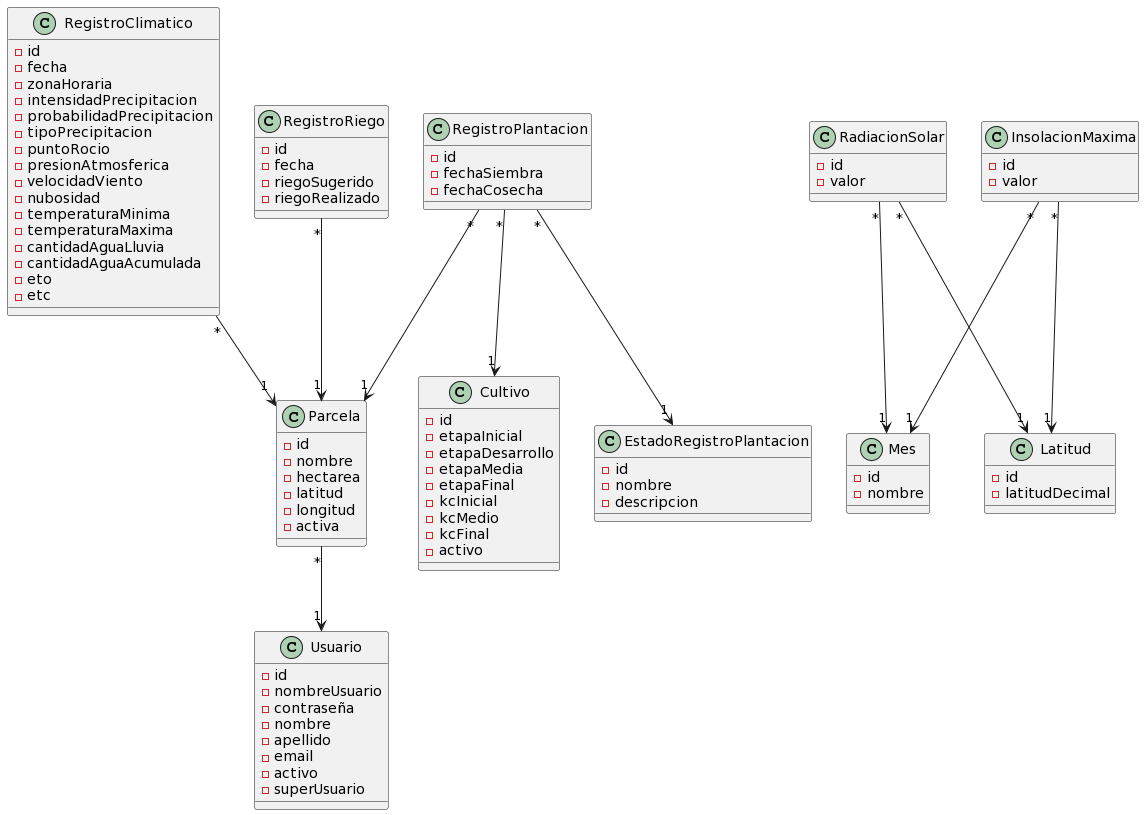 RegistroClimatico
id
fecha
zonaHoraria
intensidadPrecipitacion
probabilidadPrecipitacion
tipoPrecipitacion
puntoRocio
presionAtmosferica
velocidadViento
nubosidad
temperaturaMinima
temperaturaMaxima
cantidadAguaLluvia
cantidadAguaAcumulada
eto
etc
RegistroRiego
id
fecha
riegoSugerido
riegoRealizado
RegistroPlantacion
id
fechaSiembra
fechaCosecha
RadiacionSolar
id
valor
InsolacionMaxima
id
valor
* 1
* 1
* 1
* 1
* 1
* 1
* 1
* 1
* 1
Parcela
id
nombre
hectarea
latitud
longitud
activa
Cultivo
id
etapaInicial
etapaDesarrollo
etapaMedia
etapaFinal
kcInicial
kcMedio
kcFinal
activo
EstadoRegistroPlantacion
id
nombre
descripcion
Mes
id
nombre
Latitud
id
latitudDecimal
* 1
Usuario
id
nombreUsuario
contraseña
nombre
apellido
email
activo
superUsuario